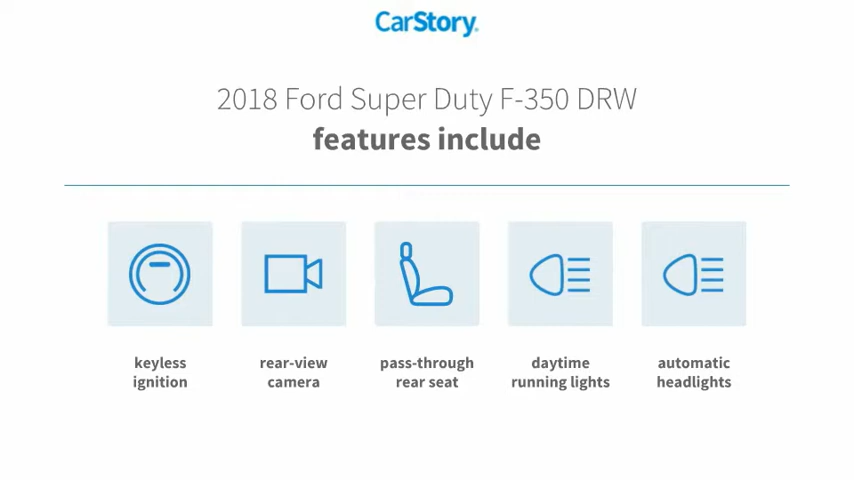 CarStory.
2018 Ford Super Duty F-350 DRW
features include
keyless
ignition
rear-view
camera
pass-through
rear seat
daytime
running lights
automatic
headlights